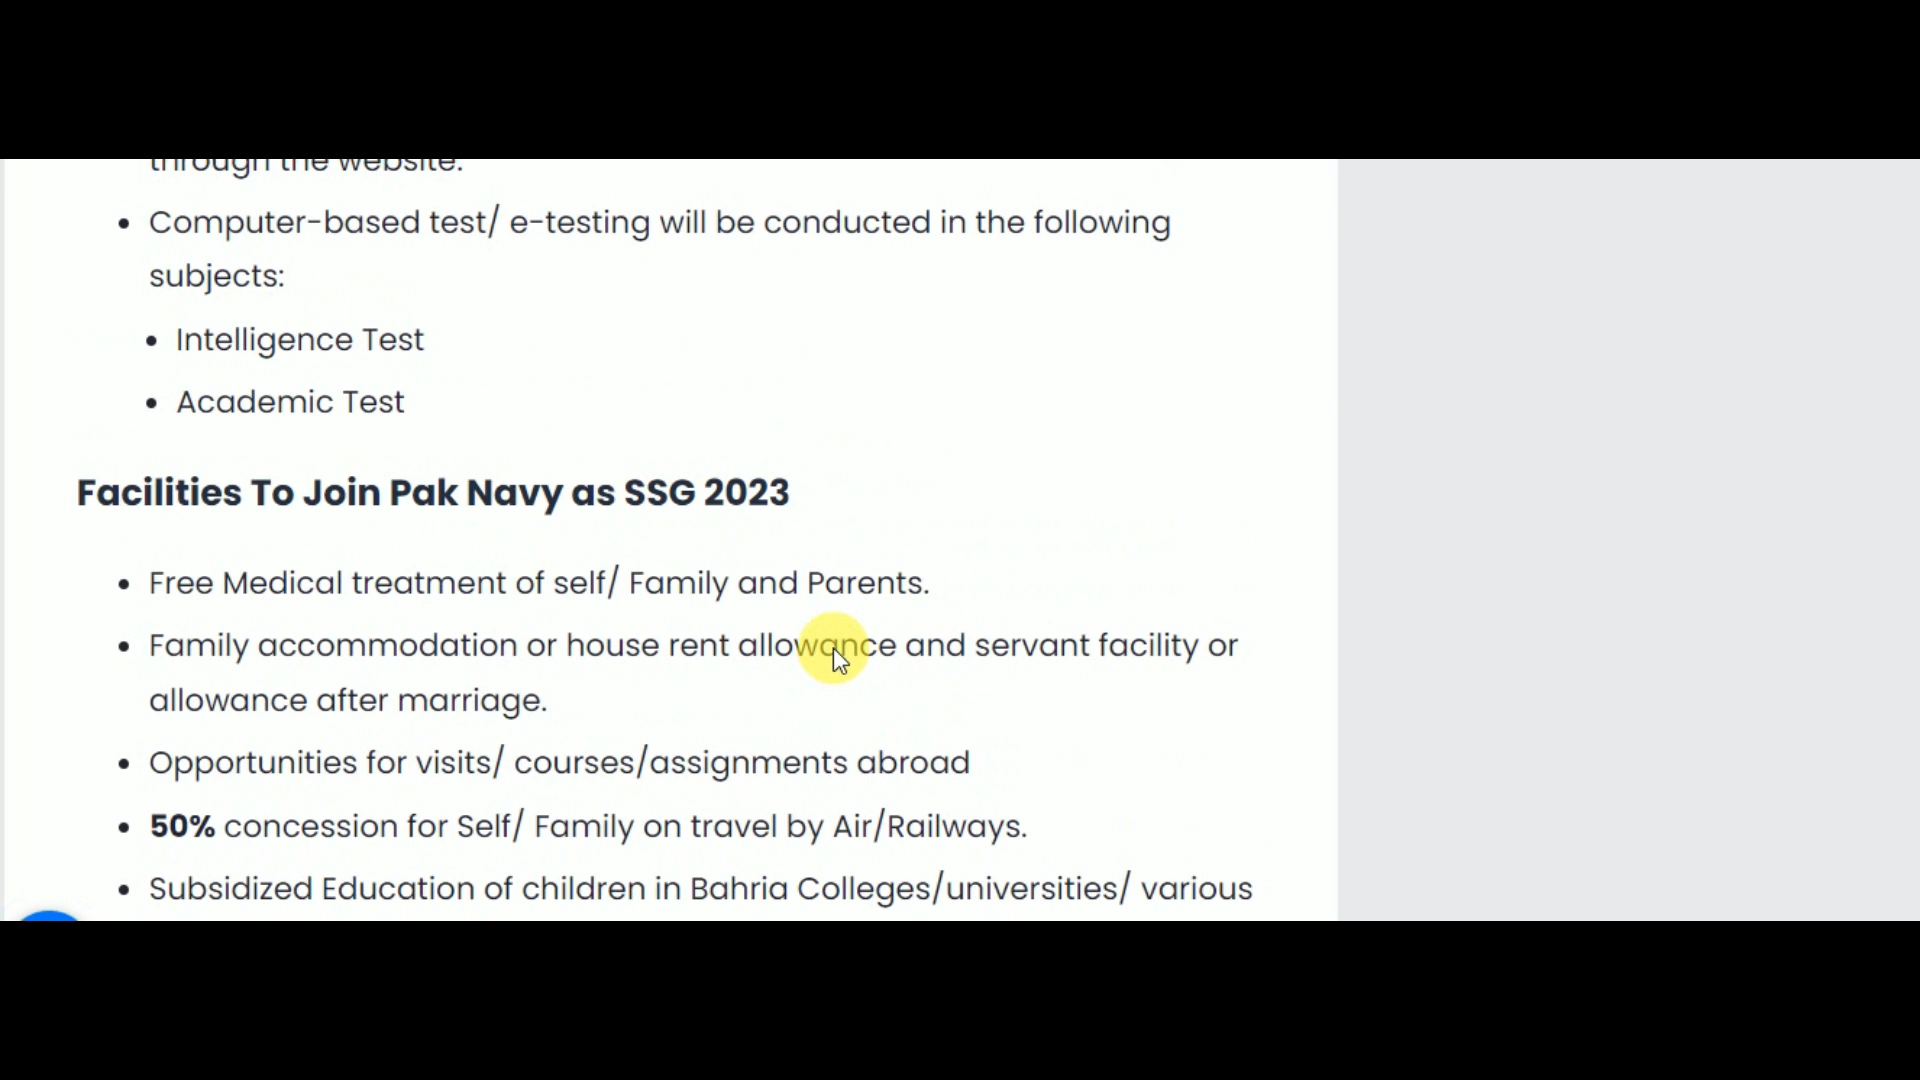 through the website.
Computer-based test/ e-testing will be conducted in the following
subjects:
Intelligence Test
Academic Test
Facilities To Join Pak Navy as SSG 2023
Free Medical treatment of self/ Family and Parents.
Family accommodation or house rent allowance and servant facility or
allowance after marriage.
Opportunities for visits/ courses/assignments abroad
50% concession for Self/ Family on travel by Air/Railways.
Subsidized Education of children in Bahria Colleges/universities/ various